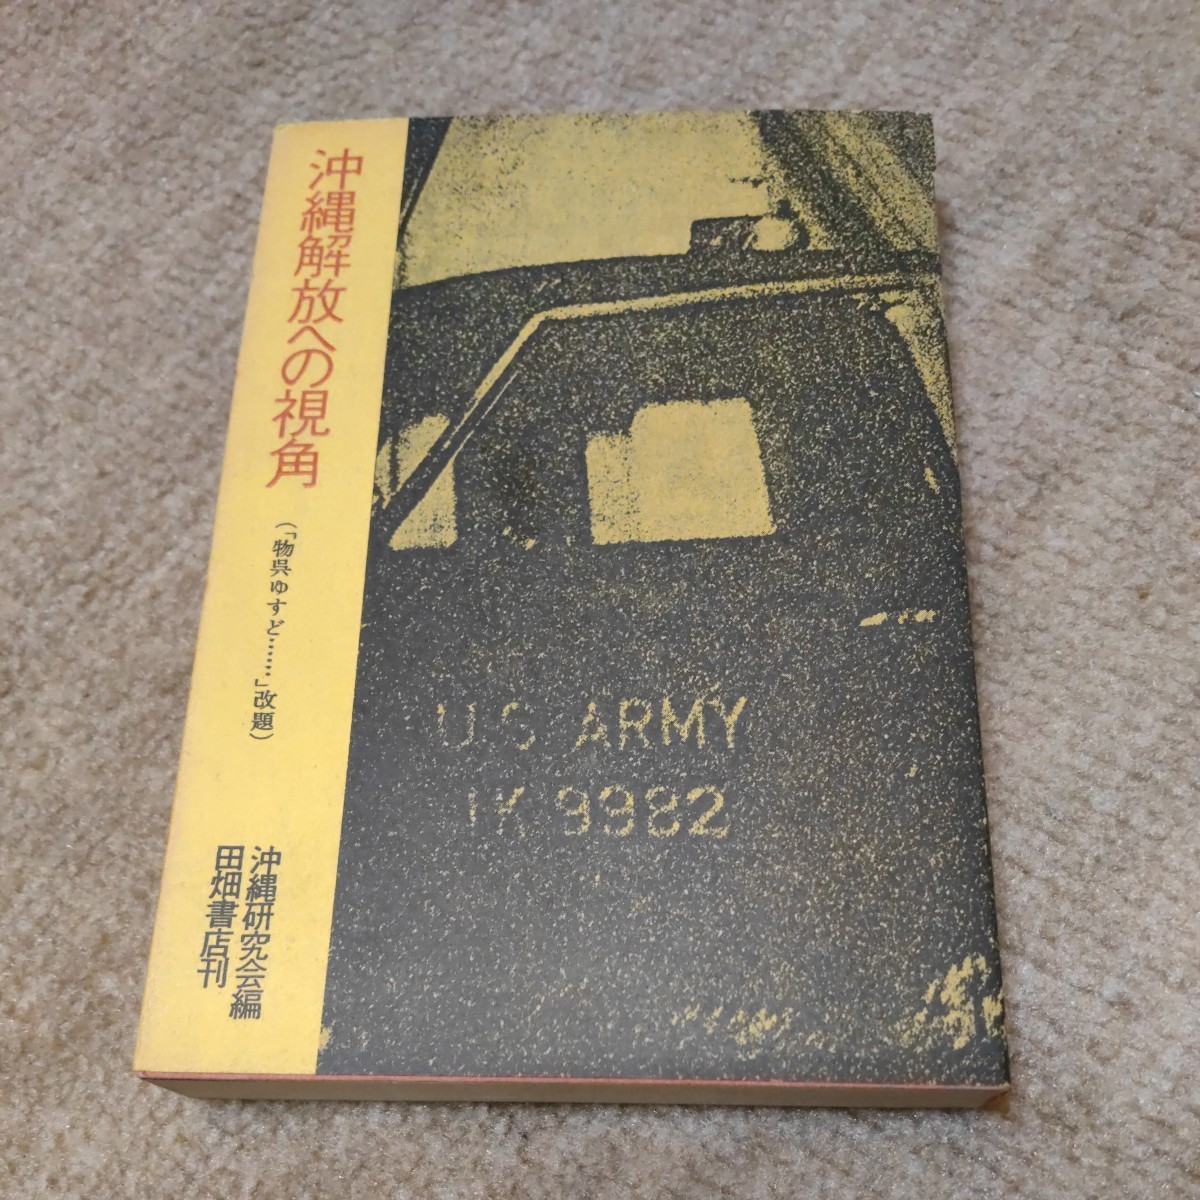 沖縄解放への視角
(「物呉ゆすど……」改題)
沖縄研究会編
田畑書店刊
U.S ARMY
1K 9982